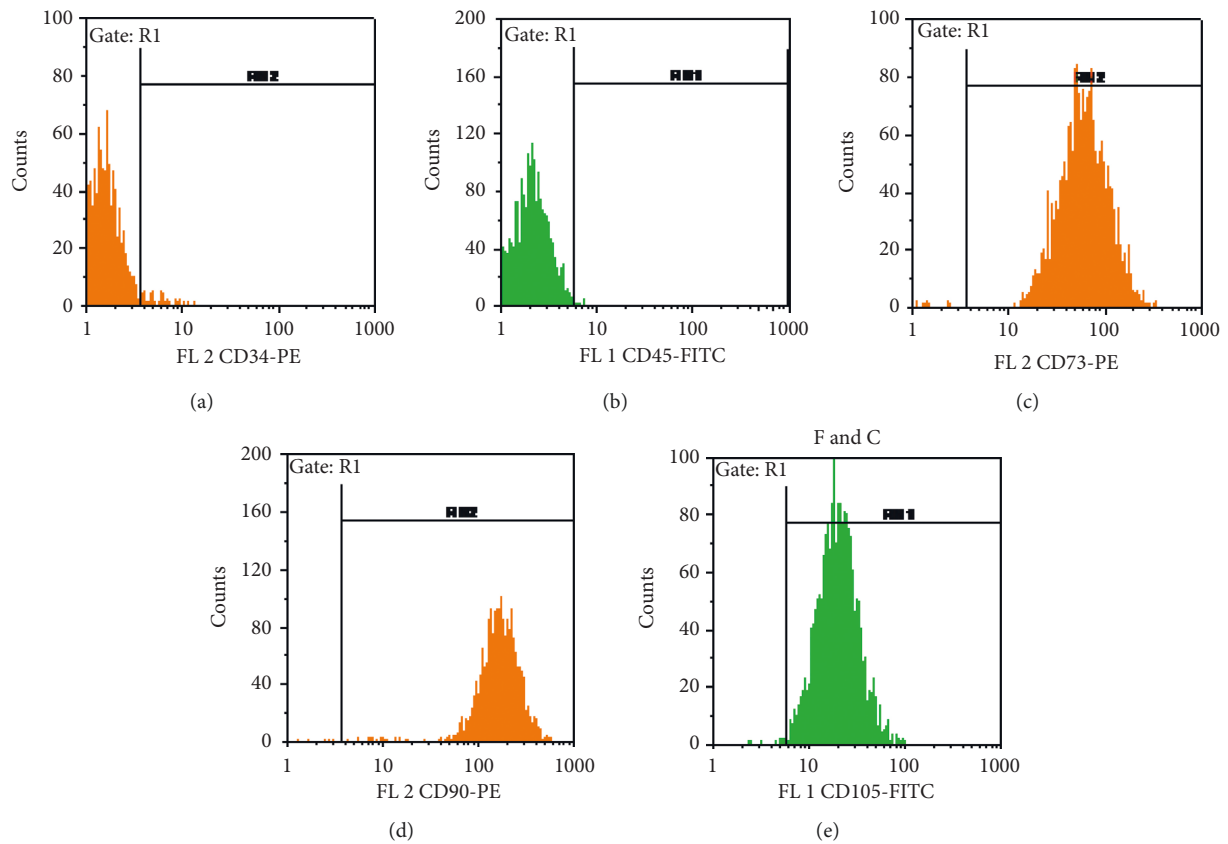 100
80
60
40
20
0
Counts
Gate: R1
1
10
100
1000
FL 2 CD34-PE
(a)
200
160
120
80
40
0
Counts
Gate: R1
1
10
100
1000
FL 1 CD45-FITC
(b)
100
80
60
40
20
0
Counts
Gate: R1
1
10
100
1000
FL 2 CD73-PE
(c)
200
160
120
80
40
0
Counts
Gate: R1
1
10
100
1000
FL 2 CD90-PE
(d)
F and C
100
80
60
40
20
0
Counts
Gate: R1
1
10
100
1000
FL 1 CD105-FITC
(e)